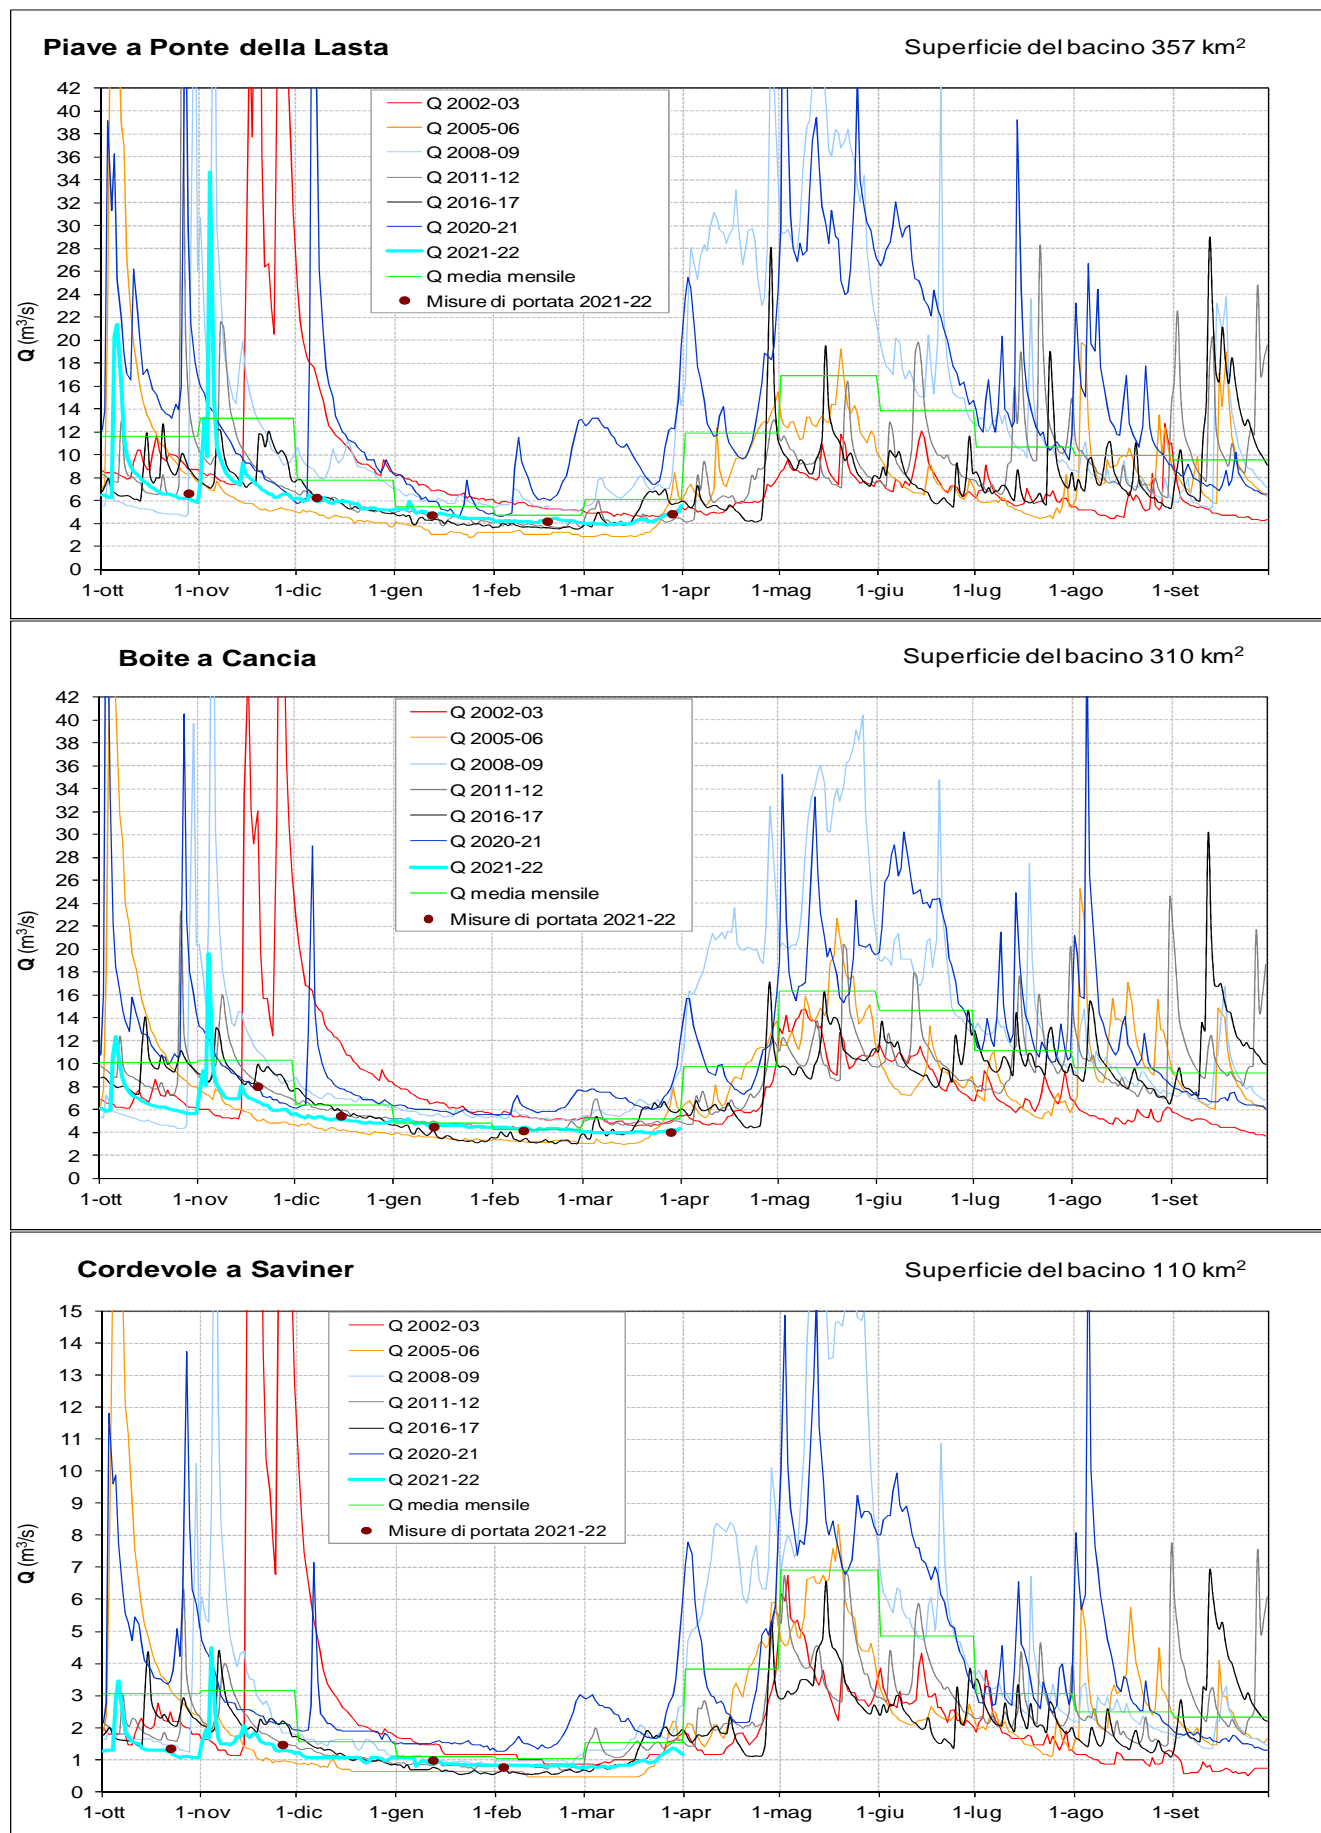 Piave a Ponte della Lasta
Superficie del bacino 357 km²
Q (m³/s)
42
40
38
36
34
32
30
28
26
24
22
20
18
16
14
12
10
8
6
4
2
0
Q 2002-03
Q 2005-06
Q 2008-09
Q 2011-12
Q 2016-17
Q 2020-21
Q 2021-22
Q media mensile
Misure di portata 2021-22
1-ott 1-nov 1-dic 1-gen 1-feb 1-mar 1-apr 1-mag 1-giu 1-lug 1-ago 1-set
Boite a Cancia
Superficie del bacino 310 km²
Q (m³/s)
42
40
38
36
34
32
30
28
26
24
22
20
18
16
14
12
10
8
6
4
2
0
Q 2002-03
Q 2005-06
Q 2008-09
Q 2011-12
Q 2016-17
Q 2020-21
Q 2021-22
Q media mensile
Misure di portata 2021-22
1-ott 1-nov 1-dic 1-gen 1-feb 1-mar 1-apr 1-mag 1-giu 1-lug 1-ago 1-set
Cordevole a Saviner
Superficie del bacino 110 km²
Q (m³/s)
15
14
13
12
11
10
9
8
7
6
5
4
3
2
1
0
Q 2002-03
Q 2005-06
Q 2008-09
Q 2011-12
Q 2016-17
Q 2020-21
Q 2021-22
Q media mensile
Misure di portata 2021-22
1-ott 1-nov 1-dic 1-gen 1-feb 1-mar 1-apr 1-mag 1-giu 1-lug 1-ago 1-set